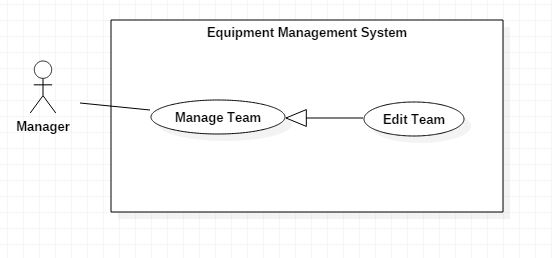 Equipment Management System
Manager
Manage Team
Edit Team